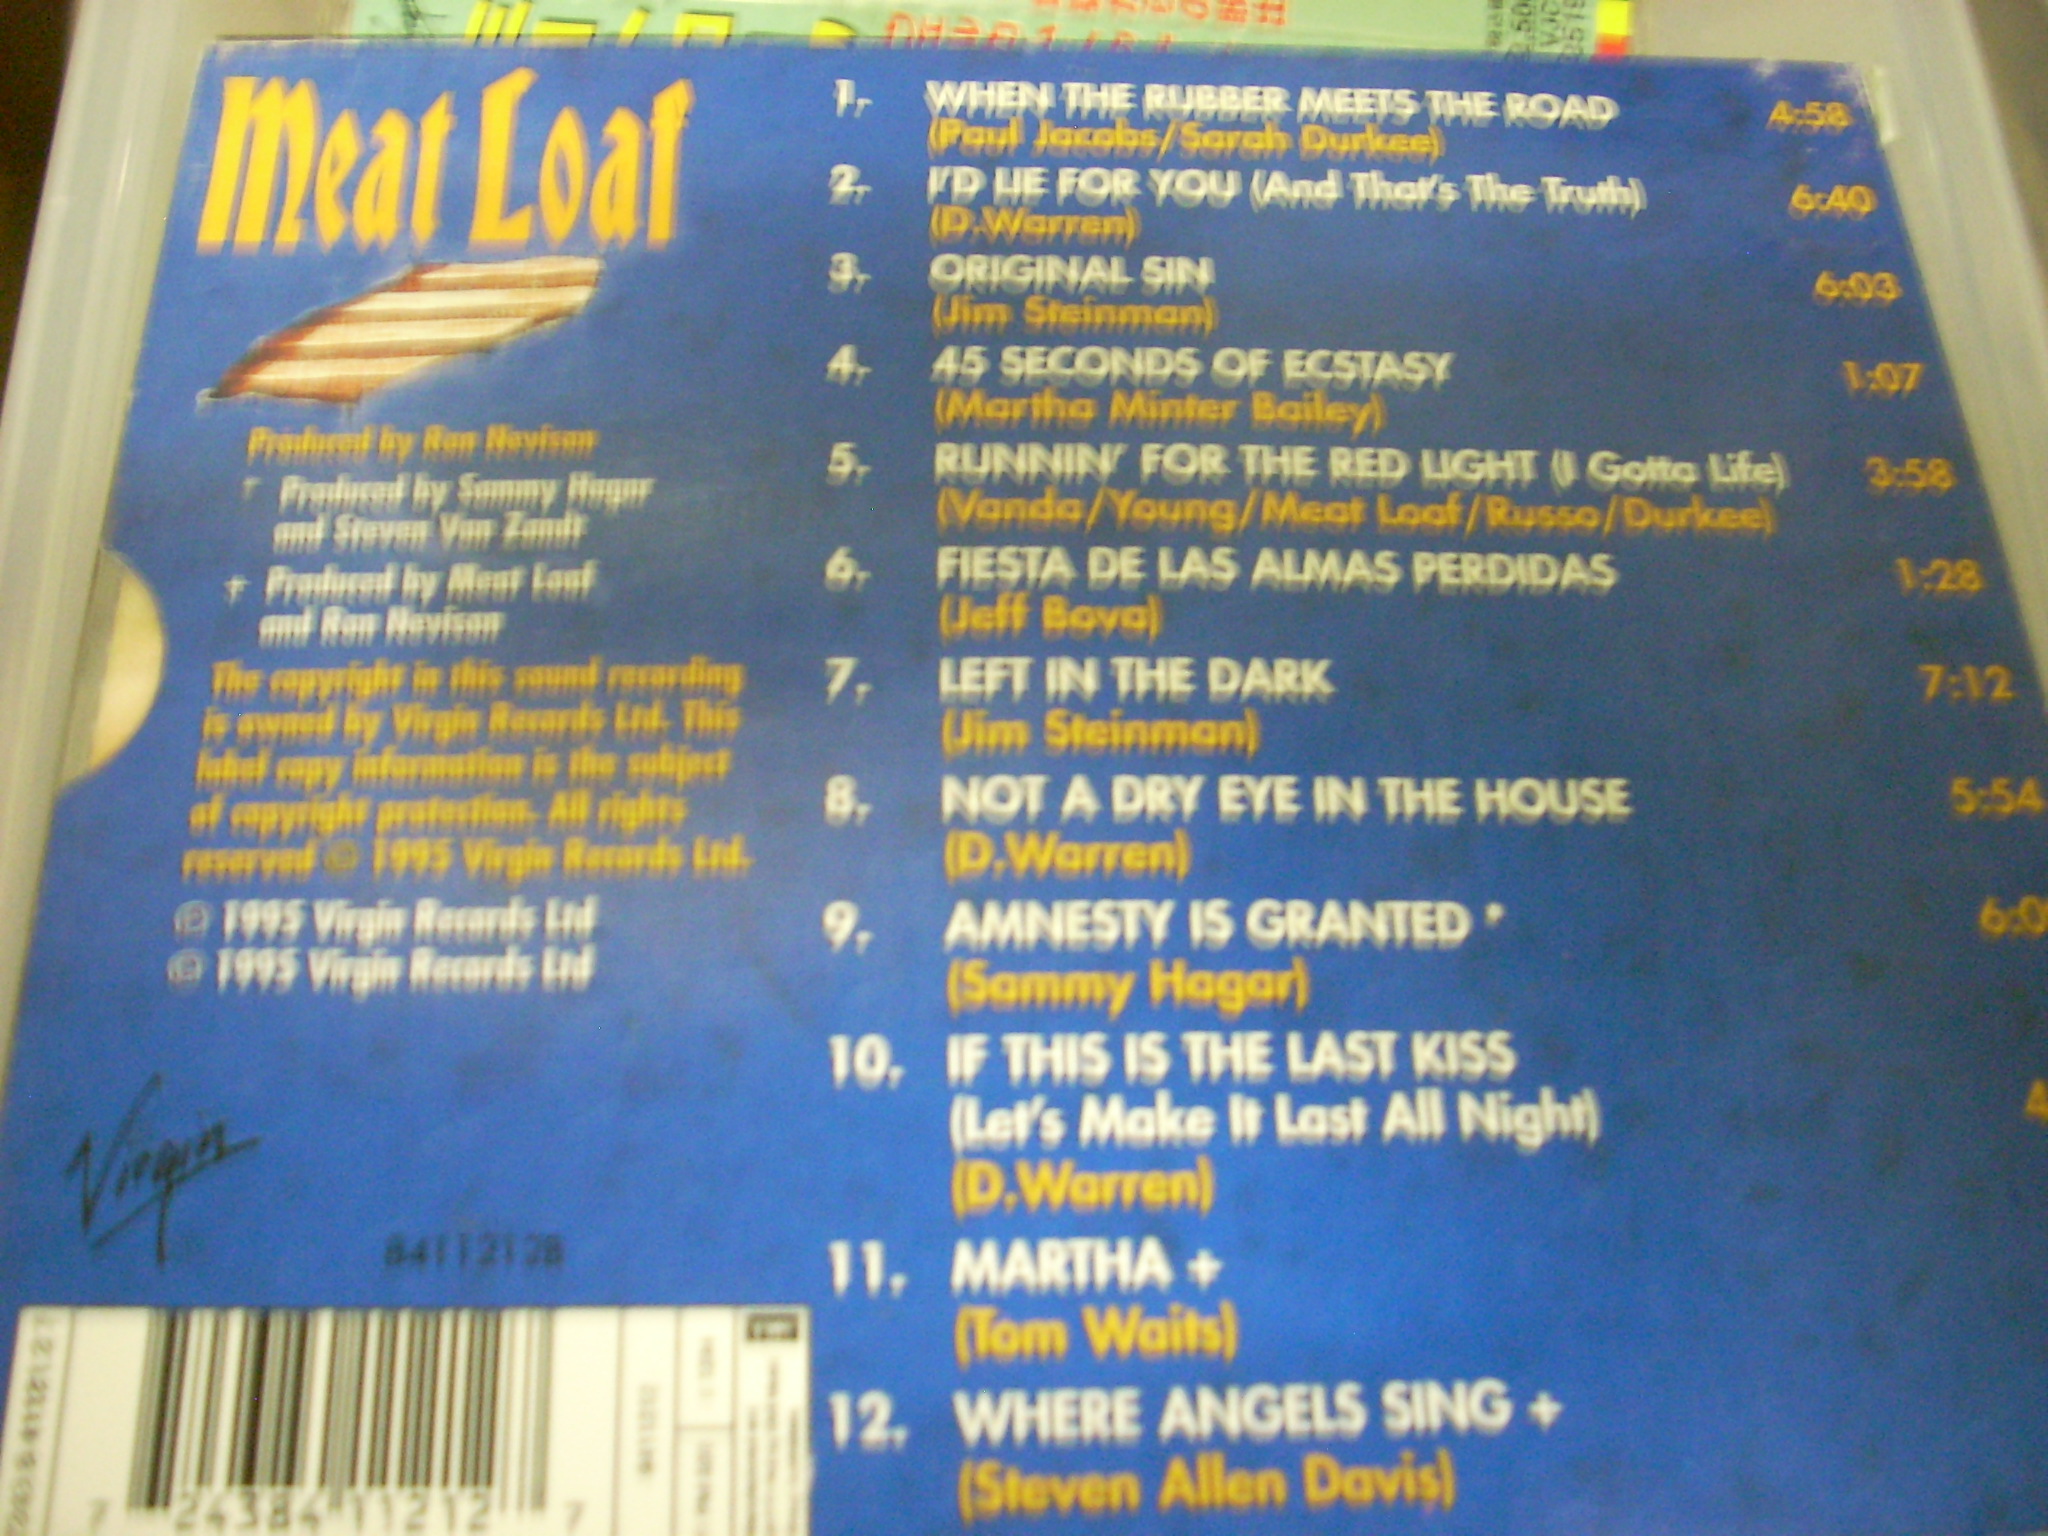 Meat Loaf
Produced by Ron Nevison
* Produced by Sammy Hagar
and Steven Van Zandt
+ Produced by Meat Loaf
and Ron Nevison
The copyright in this sound recording
is owned by Virgin Records Ltd. This
label copy information is the subject
of copyright protection. All rights
reserved © 1995 Virgin Records Ltd.
℗ 1995 Virgin Records Ltd
© 1995 Virgin Records Ltd
Virgin
84112128
7 24384 11212 7
1. WHEN THE RUBBER MEETS THE ROAD 4:58
(Paul Jacobs/Sarah Durkee)
2. I'D LIE FOR YOU (And That's The Truth) 6:40
(D.Warren)
3. ORIGINAL SIN 6:03
(Jim Steinman)
4. 45 SECONDS OF ECSTASY 1:07
(Martha Minter Bailey)
5. RUNNIN' FOR THE RED LIGHT (I Gotta Life) 3:58
(Vanda/Young/Meat Loaf/Russo/Durkee)
6. FIESTA DE LAS ALMAS PERDIDAS 1:28
(Jeff Bova)
7. LEFT IN THE DARK 7:12
(Jim Steinman)
8. NOT A DRY EYE IN THE HOUSE 5:54
(D.Warren)
9. AMNESTY IS GRANTED * 6:0
(Sammy Hagar)
10. IF THIS IS THE LAST KISS 4
(Let's Make It Last All Night)
(D.Warren)
11. MARTHA +
(Tom Waits)
12. WHERE ANGELS SING +
(Steven Allen Davis)